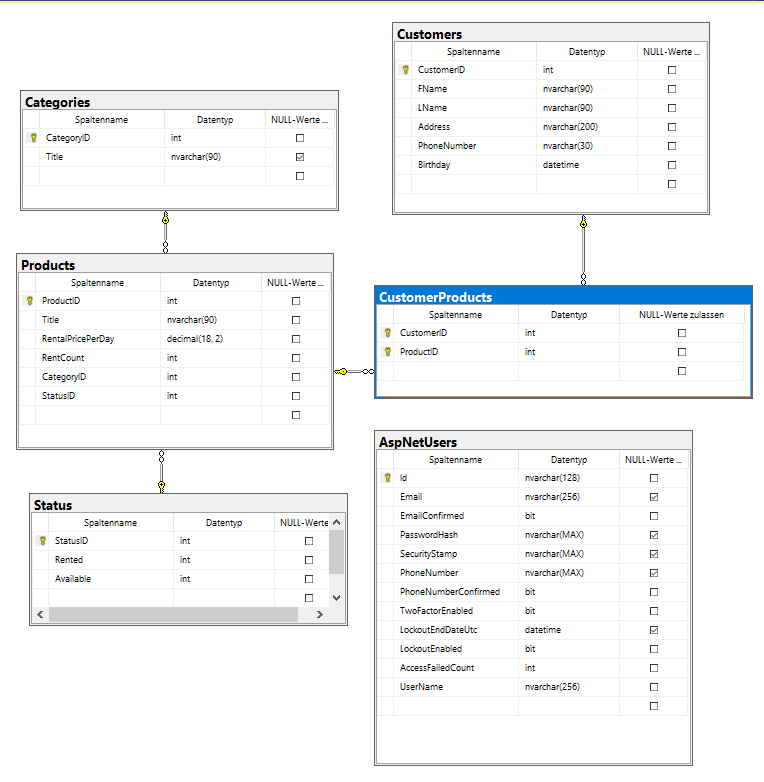 Customers
Spaltenname Datentyp NULL-Werte ...
CustomerID int
FName nvarchar(90)
LName nvarchar(90)
Address nvarchar(200)
PhoneNumber nvarchar(30)
Birthday datetime
Categories
Spaltenname Datentyp NULL-Werte ...
CategoryID int
Title nvarchar(90)
Products
Spaltenname Datentyp NULL-Werte ...
ProductID int
Title nvarchar(90)
RentalPricePerDay decimal(18, 2)
RentCount int
CategoryID int
StatusID int
CustomerProducts
Spaltenname Datentyp NULL-Werte zulassen
CustomerID int
ProductID int
Status
Spaltenname Datentyp NULL-Werte
StatusID int
Rented int
Available int
AspNetUsers
Spaltenname Datentyp NULL-Werte ...
Id nvarchar(128)
Email nvarchar(256)
EmailConfirmed bit
PasswordHash nvarchar(MAX)
SecurityStamp nvarchar(MAX)
PhoneNumber nvarchar(MAX)
PhoneNumberConfirmed bit
TwoFactorEnabled bit
LockoutEndDateUtc datetime
LockoutEnabled bit
AccessFailedCount int
UserName nvarchar(256)